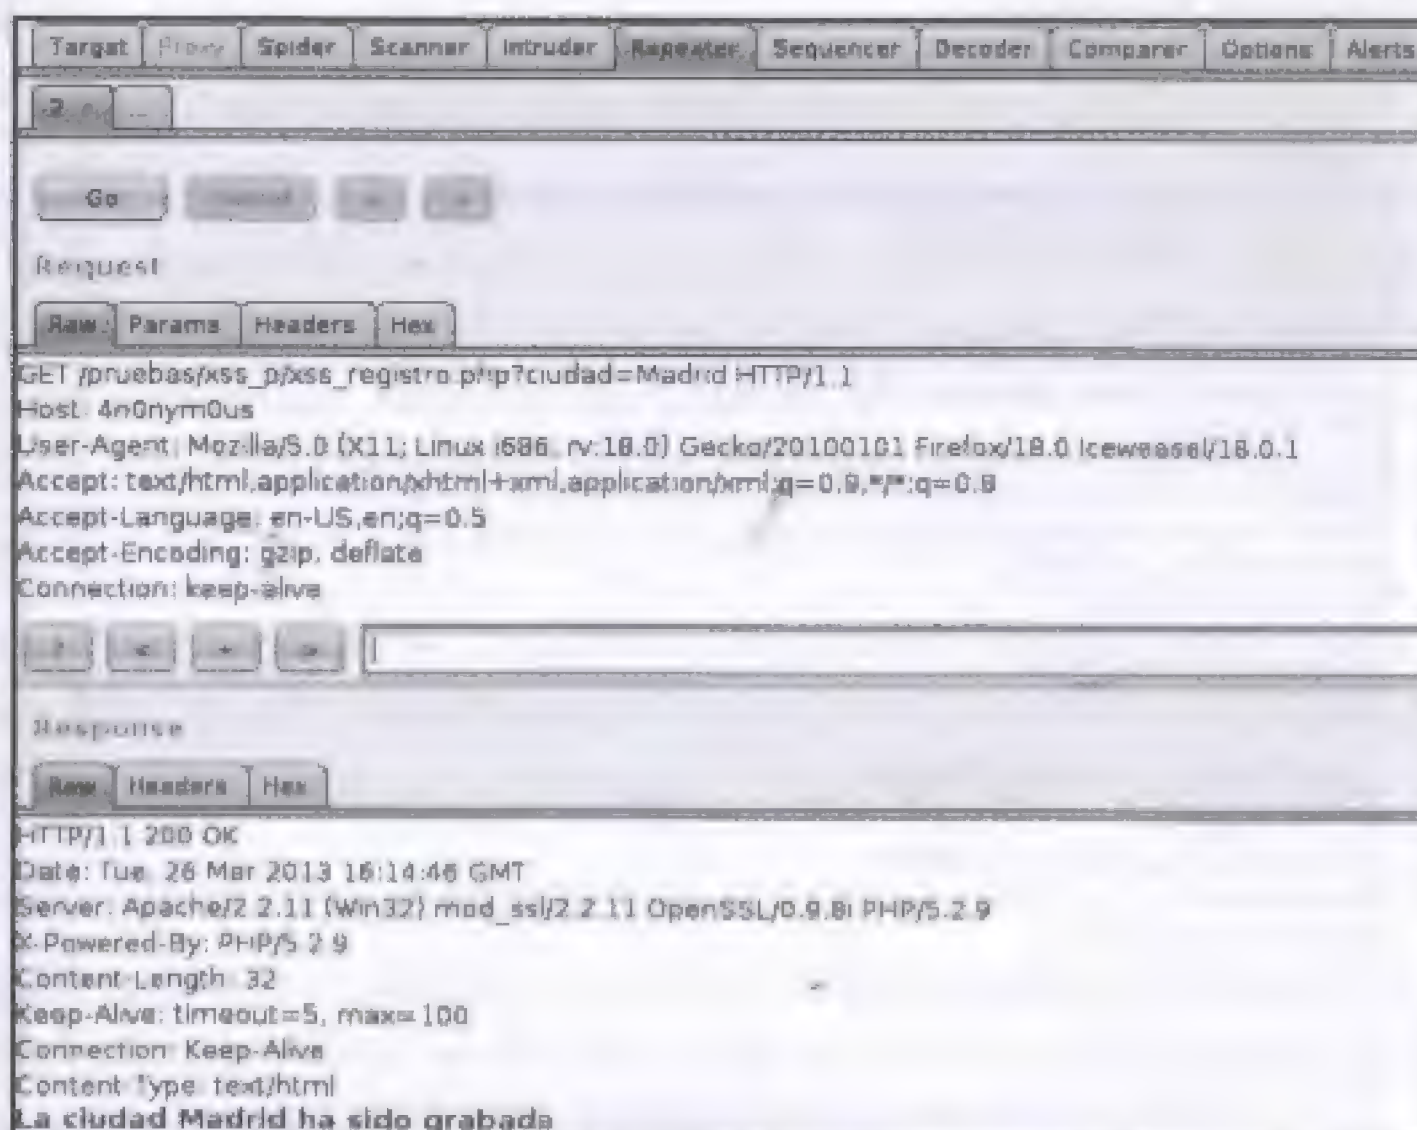 Target Proxy Spider Scanner Intruder Repeater Sequencer Decoder Comparer Options Alerts
2 ...
Go
Request
Raw Params Headers Hex
GET /pruebas/xss_p/xss_registro.php?ciudad=Madrid HTTP/1.1
Host: 4n0nym0us
User-Agent: Mozilla/5.0 (X11; Linux i686; rv:18.0) Gecko/20100101 Firefox/18.0 Iceweasel/18.0.1
Accept: text/html,application/xhtml+xml,application/xml;q=0.9,*/*;q=0.8
Accept-Language: en-US,en;q=0.5
Accept-Encoding: gzip, deflate
Connection: keep-alive
? < + >
Response
Raw Headers Hex
HTTP/1.1 200 OK
Date: Tue, 26 Mar 2013 16:14:46 GMT
Server: Apache/2.2.11 (Win32) mod_ssl/2.2.11 OpenSSL/0.9.8i PHP/5.2.9
X-Powered-By: PHP/5.2.9
Content-Length: 32
Keep-Alive: timeout=5, max=100
Connection: Keep-Alive
Content-Type: text/html
La ciudad Madrid ha sido grabada